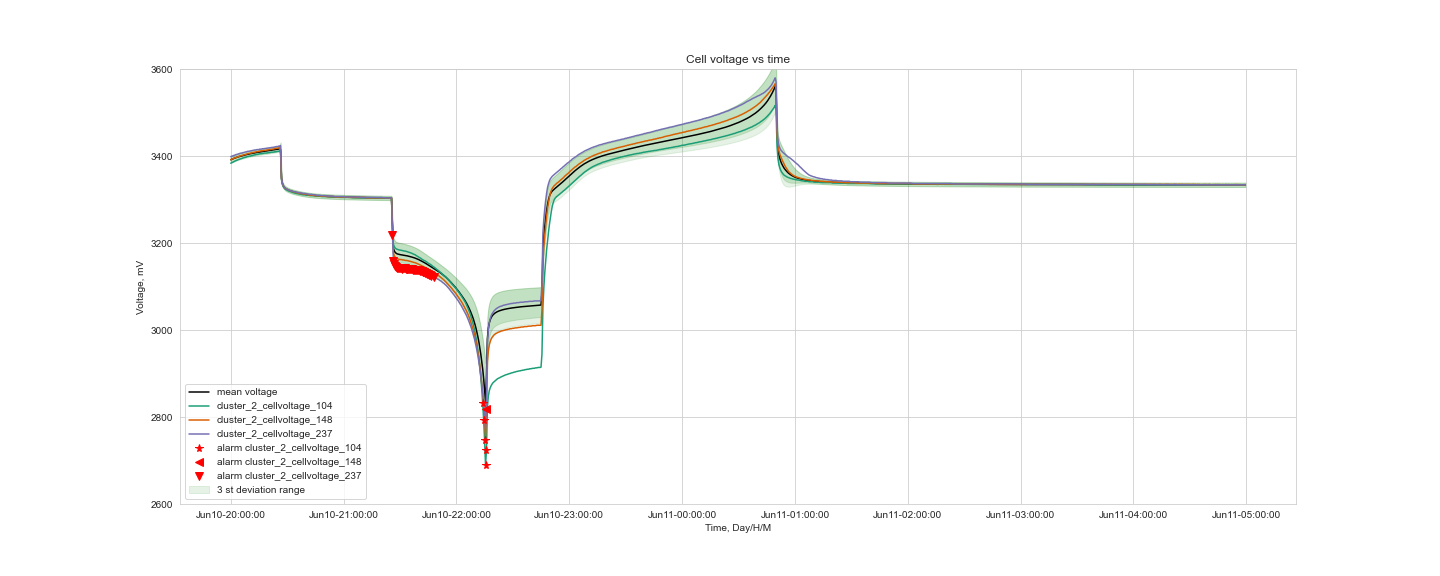 Cell voltage vs time
3600
3400
3200
3000
2800
2600
Voltage, mV
mean voltage
cluster_2_cellvoltage_104
cluster_2_cellvoltage_148
cluster_2_cellvoltage_237
alarm cluster_2_cellvoltage_104
alarm cluster_2_cellvoltage_148
alarm cluster_2_cellvoltage_237
3 st deviation range
Jun10-20:00:00
Jun10-21:00:00
Jun10-22:00:00
Jun10-23:00:00
Jun11-00:00:00
Jun11-01:00:00
Jun11-02:00:00
Jun11-03:00:00
Jun11-04:00:00
Jun11-05:00:00
Time, Day/H/M